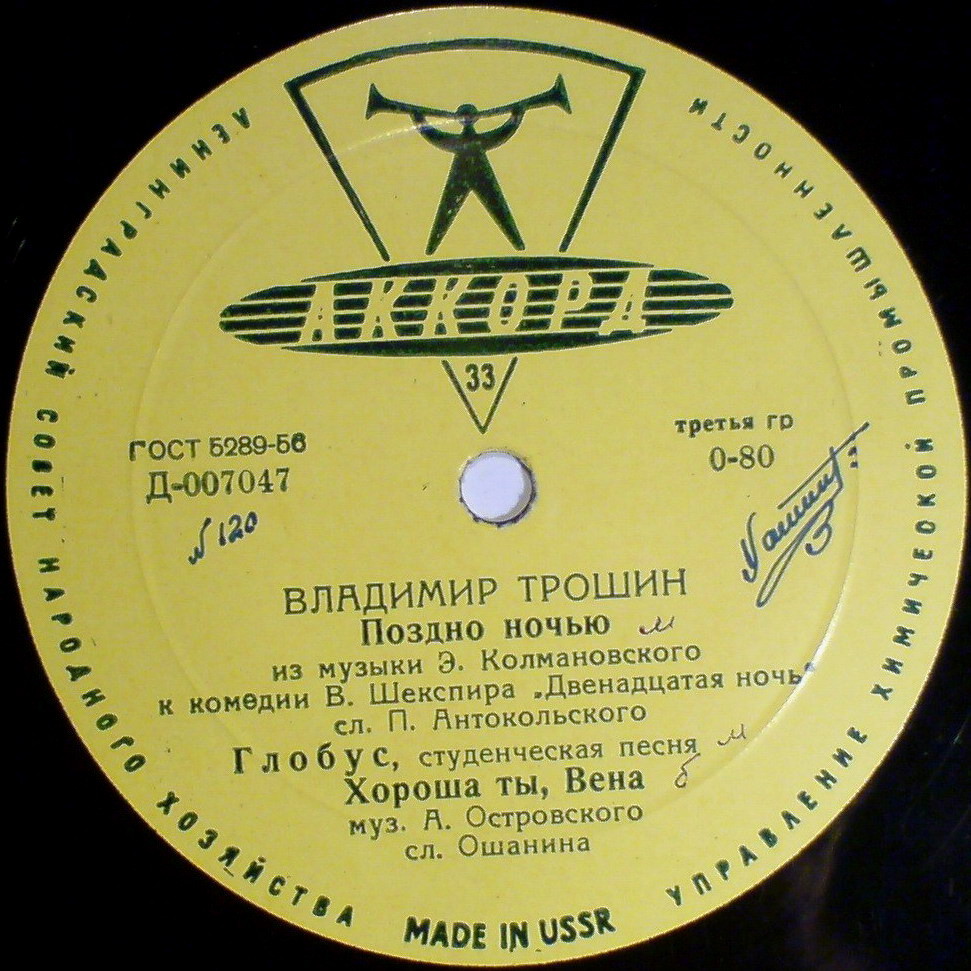 ЛЕНИНГРАДСКИЙ СОВЕТ НАРОДНОГО ХОЗЯЙСТВА
УПРАВЛЕНИЕ ХИМИЧЕСКОЙ ПРОМЫШЛЕННОСТИ
АККОРД
33
ГОСТ 5289-56
третья гр
Д-007047
0-80
№ 120
ВЛАДИМИР ТРОШИН
Поздно ночью м
из музыки Э. Колмановского
к комедии В. Шекспира „Двенадцатая ночь"
сл. П. Антокольского
Глобус, студенческая песня м
Хороша ты, Вена б
муз. А. Островского
сл. Ошанина
MADE IN USSR